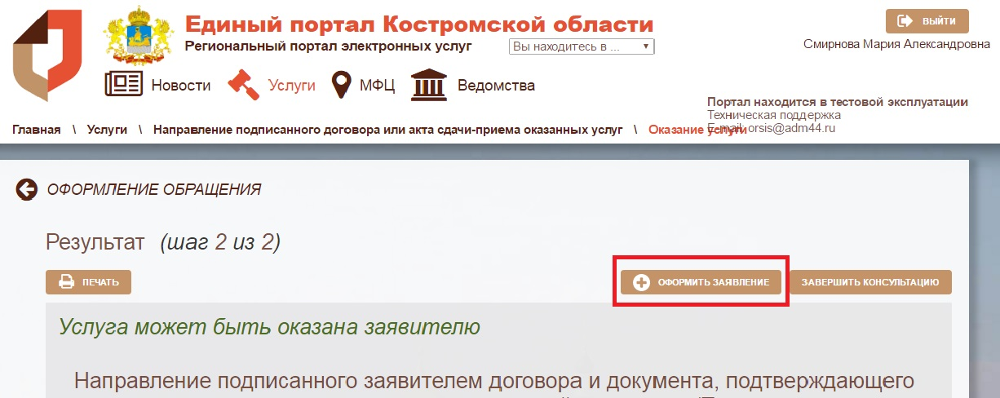 Единый портал Костромской области
Региональный портал электронных услуг
Вы находитесь в ...
ВЫЙТИ
Смирнова Мария Александровна
Новости
Услуги
МФЦ
Ведомства
Портал находится в тестовой эксплуатации
Техническая поддержка
E-mail: orsis@adm44.ru
Главная \ Услуги \ Направление подписанного договора или акта сдачи-приема оказанных услуг \ Оказание услуги
ОФОРМЛЕНИЕ ОБРАЩЕНИЯ
Результат (шаг 2 из 2)
ПЕЧАТЬ
ОФОРМИТЬ ЗАЯВЛЕНИЕ
ЗАВЕРШИТЬ КОНСУЛЬТАЦИЮ
Услуга может быть оказана заявителю
Направление подписанного заявителем договора и документа, подтверждающего